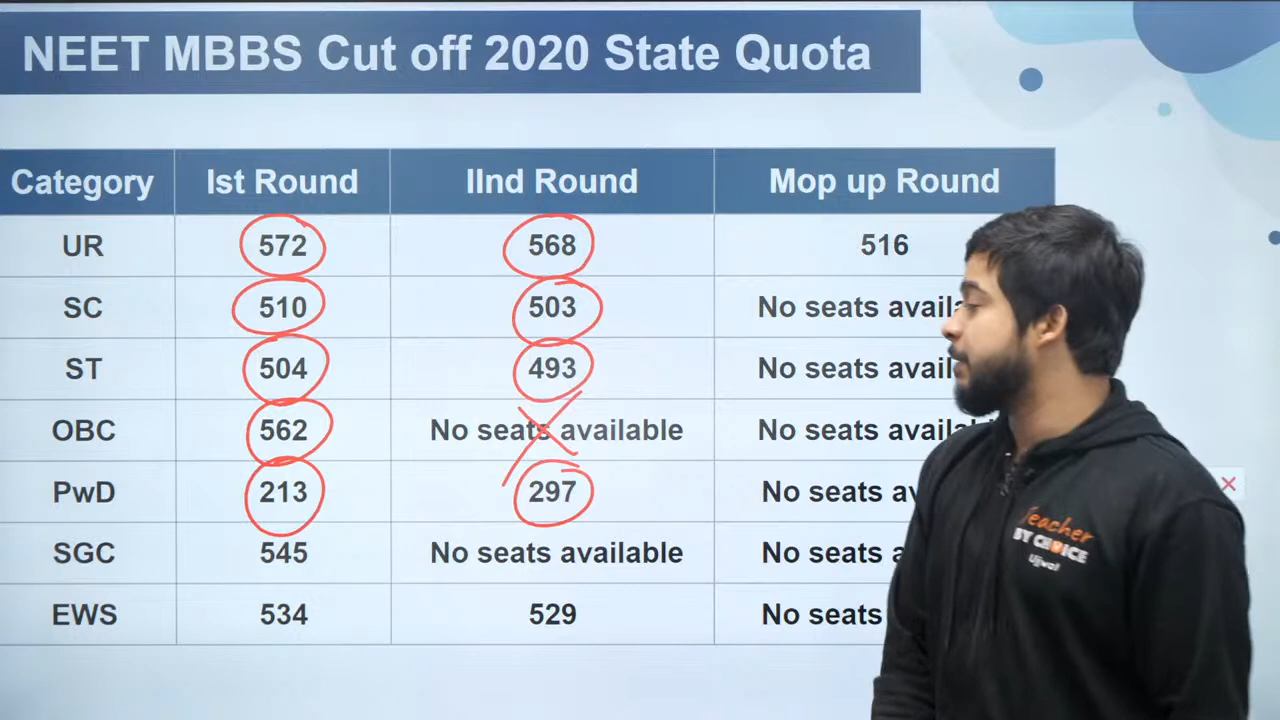 NEET MBBS Cut off 2020 State Quota
Category Ist Round IInd Round Mop up Round
UR 572 568 516
SC 510 503 No seats
ST 504 493 No seats
OBC 562 No seats available No seats
PwD 213 297 No seats
SGC 545 No seats available No seats
EWS 534 529 No seats
Teacher
BY CHOICE
Ujjwal